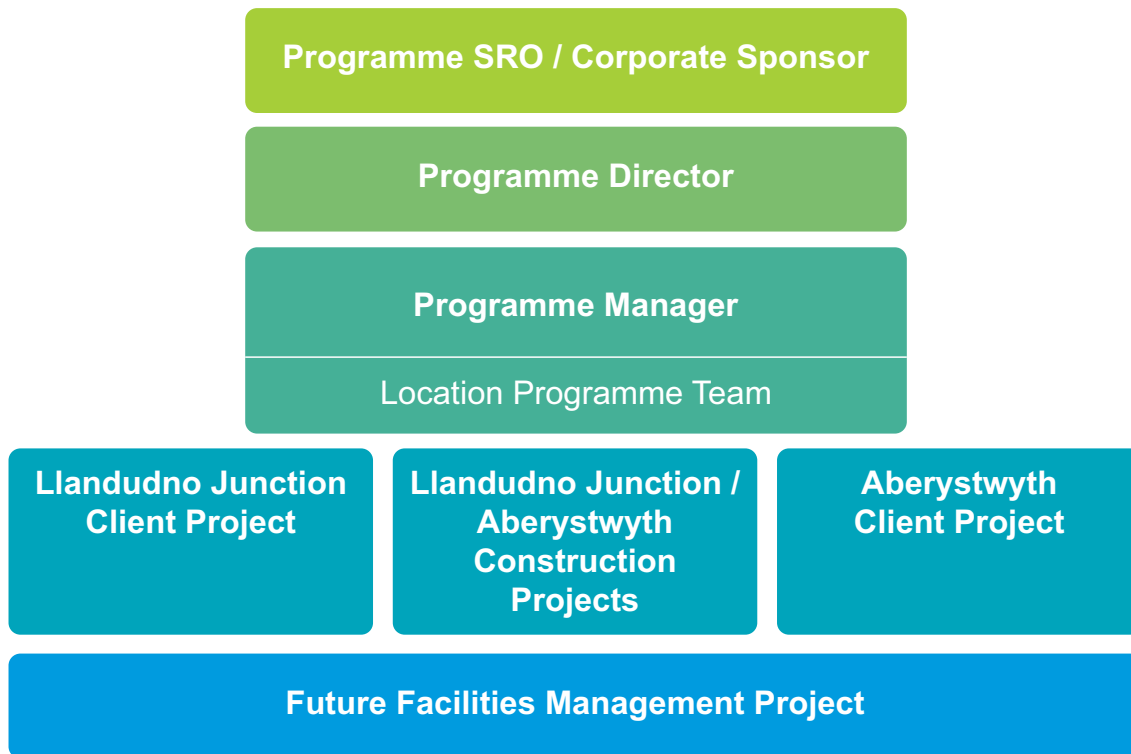 Programme SRO / Corporate Sponsor
Programme Director
Programme Manager
Location Programme Team
Llandudno Junction
Client Project
Llandudno Junction /
Aberystwyth
Construction
Projects
Aberystwyth
Client Project
Future Facilities Management Project